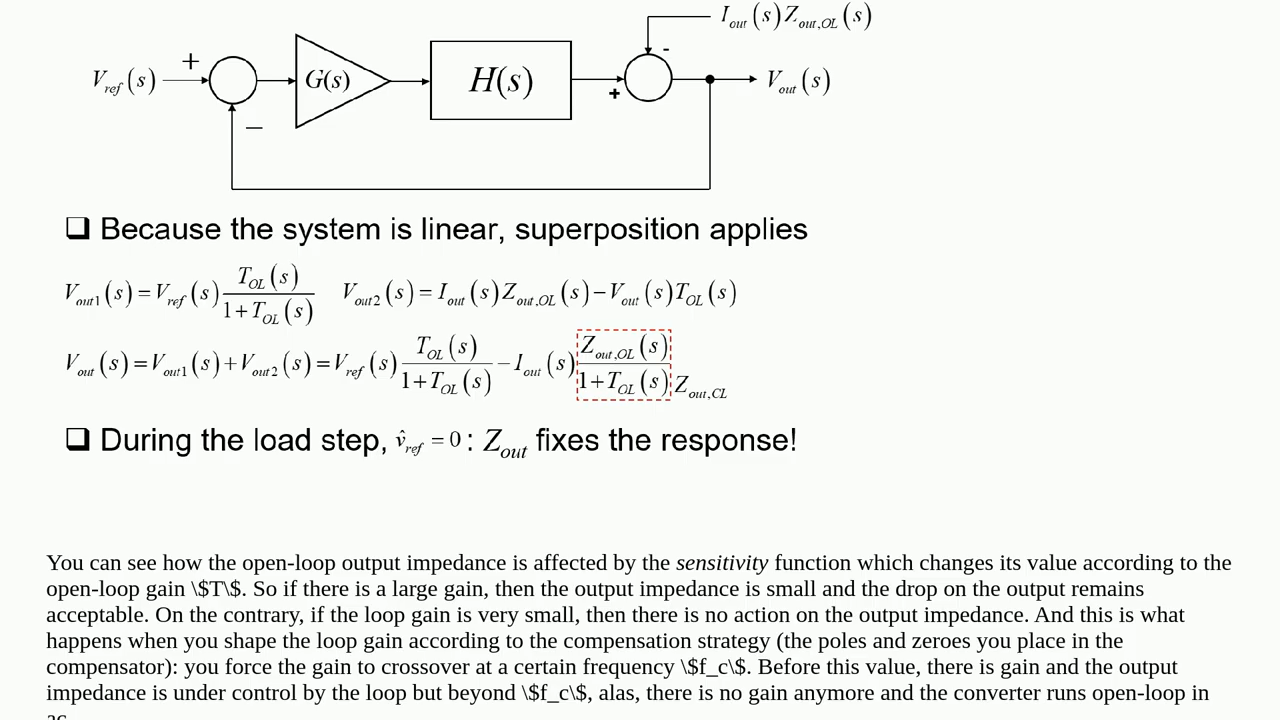 I_out(s)Z_out,OL(s)
+ -
V_ref(s) G(s) H(s) V_out(s)
+
−
❑ Because the system is linear, superposition applies
V_out1(s) = V_ref(s) T_OL(s) / 1+T_OL(s) V_out2(s) = I_out(s)Z_out,OL(s) − V_out(s)T_OL(s)
V_out(s) = V_out1(s) + V_out2(s) = V_ref(s) T_OL(s) / 1+T_OL(s) − I_out(s) Z_out,OL(s) / 1+T_OL(s) Z_out,CL
❑ During the load step, v̂_ref = 0 : Z_out fixes the response!
You can see how the open-loop output impedance is affected by the sensitivity function which changes its value according to the
open-loop gain \$T\$. So if there is a large gain, then the output impedance is small and the drop on the output remains
acceptable. On the contrary, if the loop gain is very small, then there is no action on the output impedance. And this is what
happens when you shape the loop gain according to the compensation strategy (the poles and zeroes you place in the
compensator): you force the gain to crossover at a certain frequency \$f_c\$. Before this value, there is gain and the output
impedance is under control by the loop but beyond \$f_c\$, alas, there is no gain anymore and the converter runs open-loop in